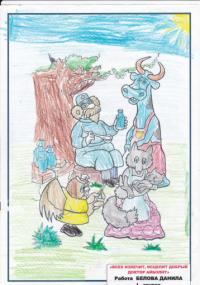 «ВСЕХ ИЗЛЕЧИТ, ИСЦЕЛИТ ДОБРЫЙ
ДОКТОР АЙБОЛИТ»
Работа БЕЛОВА ДАНИЛА